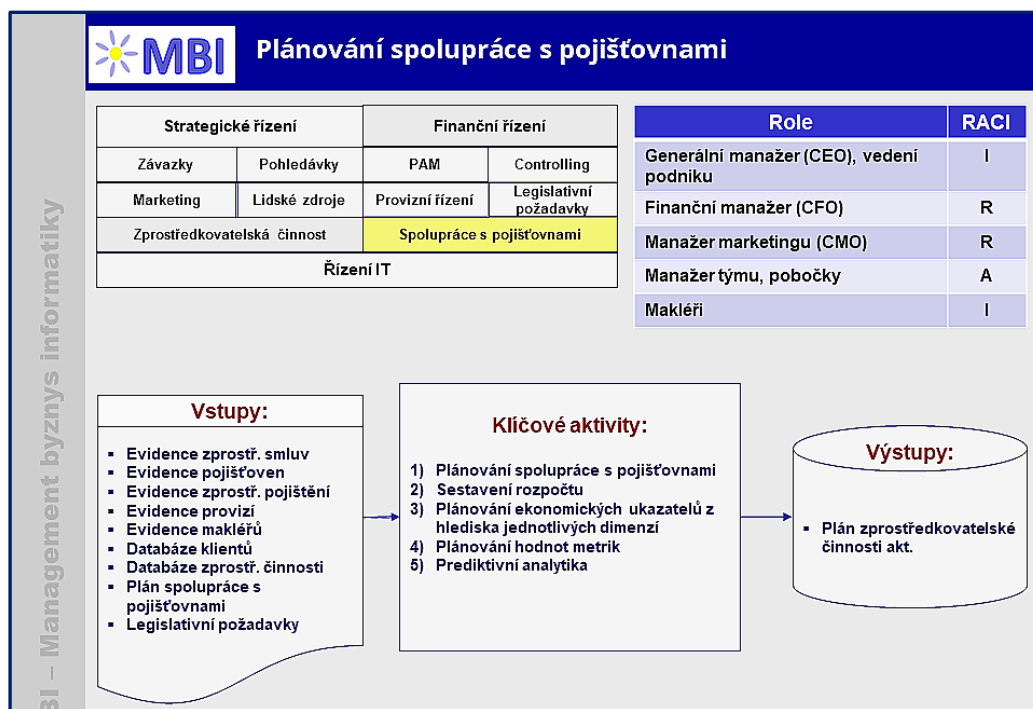 MBI
Plánování spolupráce s pojišťovnami
Strategické řízení
Finanční řízení
Závazky
Pohledávky
PAM
Controlling
Marketing
Lidské zdroje
Provizní řízení
Legislativní
požadavky
Zprostředkovatelská činnost
Spolupráce s pojišťovnami
Řízení IT
Role
RACI
Generální manažer (CEO), vedení
podniku
I
Finanční manažer (CFO)
R
Manažer marketingu (CMO)
R
Manažer týmu, pobočky
A
Makléři
I
BI – Management byznys informatiky
Vstupy:
▪ Evidence zprostř. smluv
▪ Evidence pojišťoven
▪ Evidence zprostř. pojištění
▪ Evidence provizí
▪ Evidence makléřů
▪ Databáze klientů
▪ Databáze zprostř. činnosti
▪ Plán spolupráce s
pojišťovnami
▪ Legislativní požadavky
Klíčové aktivity:
1) Plánování spolupráce s pojišťovnami
2) Sestavení rozpočtu
3) Plánování ekonomických ukazatelů z
hlediska jednotlivých dimenzí
4) Plánování hodnot metrik
5) Prediktivní analytika
Výstupy:
▪ Plán zprostředkovatelské
činnosti akt.